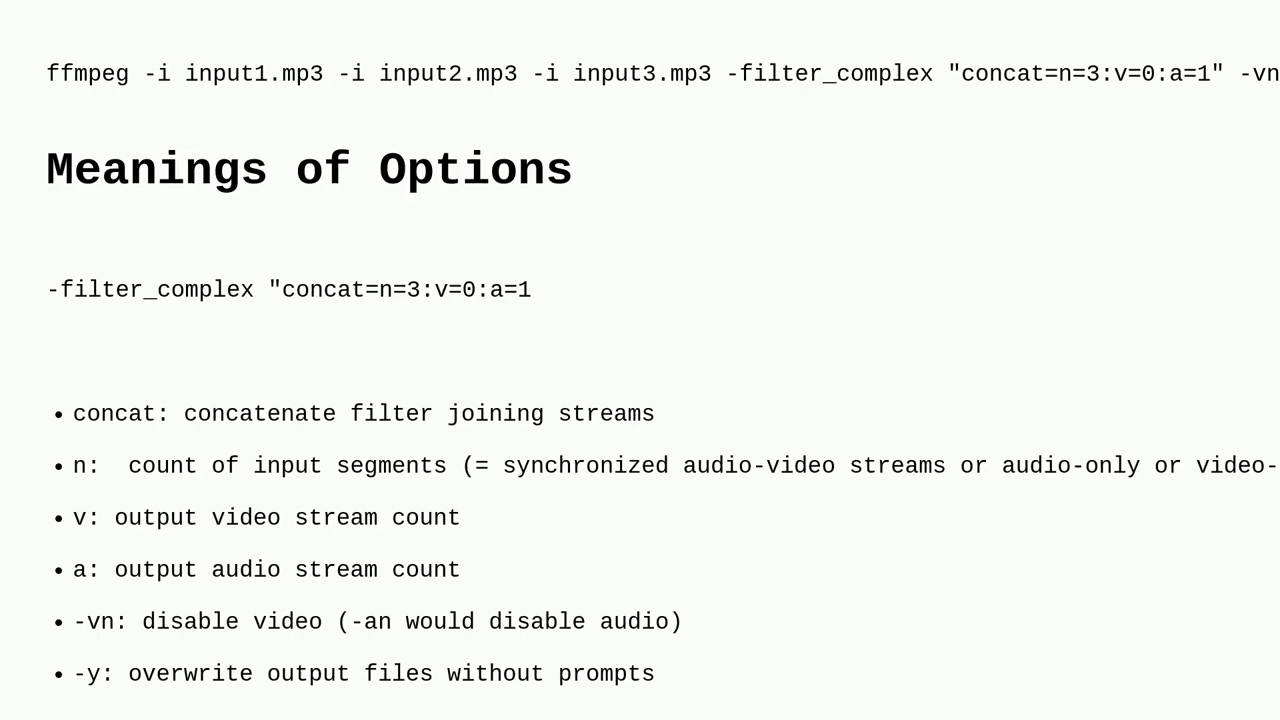 ffmpeg -i input1.mp3 -i input2.mp3 -i input3.mp3 -filter_complex "concat=n=3:v=0:a=1" -vn
Meanings of Options
-filter_complex "concat=n=3:v=0:a=1
• concat: concatenate filter joining streams
• n:  count of input segments (= synchronized audio-video streams or audio-only or video-
• v: output video stream count
• a: output audio stream count
• -vn: disable video (-an would disable audio)
• -y: overwrite output files without prompts